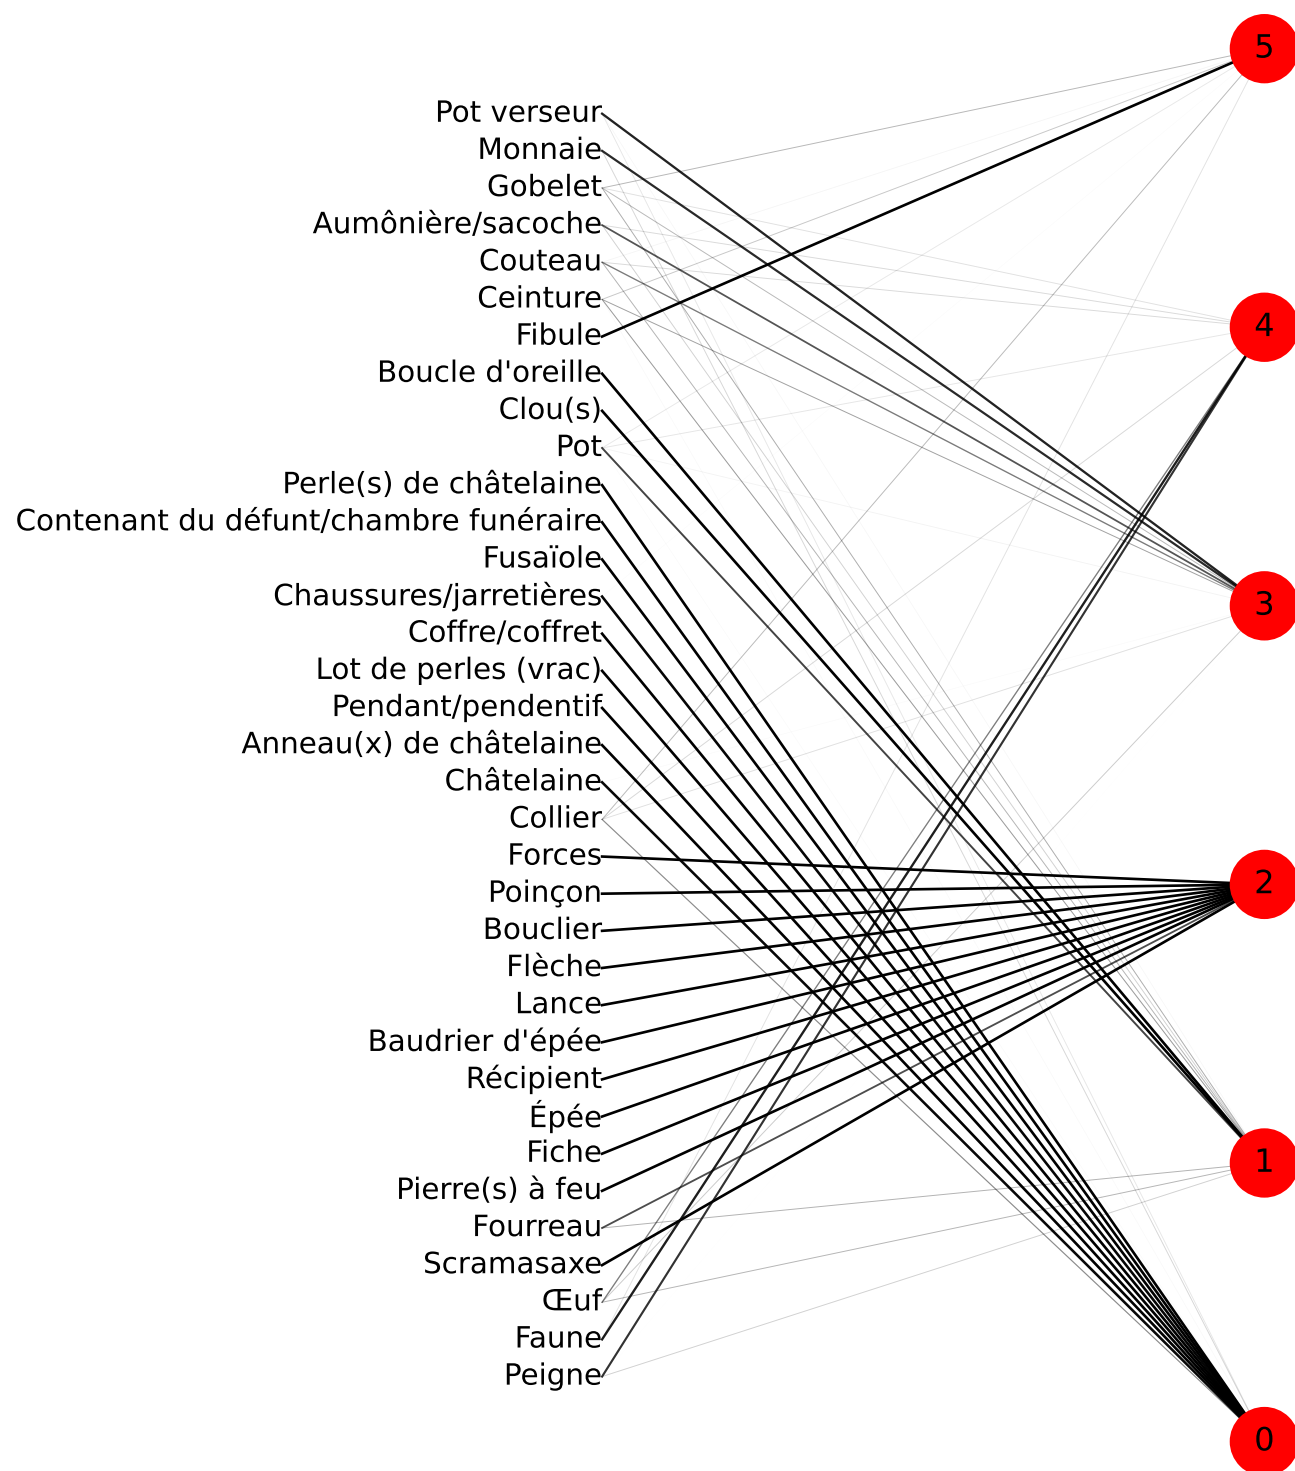 5
Pot verseur
Monnaie
Gobelet
Aumônière/sacoche
Couteau
Ceinture
4
Fibule
Boucle d'oreille
Clou(s)
Pot
Perle(s) de châtelaine
Contenant du défunt/chambre funéraire
Fusaïole
Chaussures/jarretières
3
Coffre/coffret
Lot de perles (vrac)
Pendant/pendentif
Anneau(x) de châtelaine
Châtelaine
Collier
Forces
2
Poinçon
Bouclier
Flèche
Lance
Baudrier d'épée
Récipient
Épée
Fiche
1
Pierre(s) à feu
Fourreau
Scramasaxe
Œuf
Faune
Peigne
0